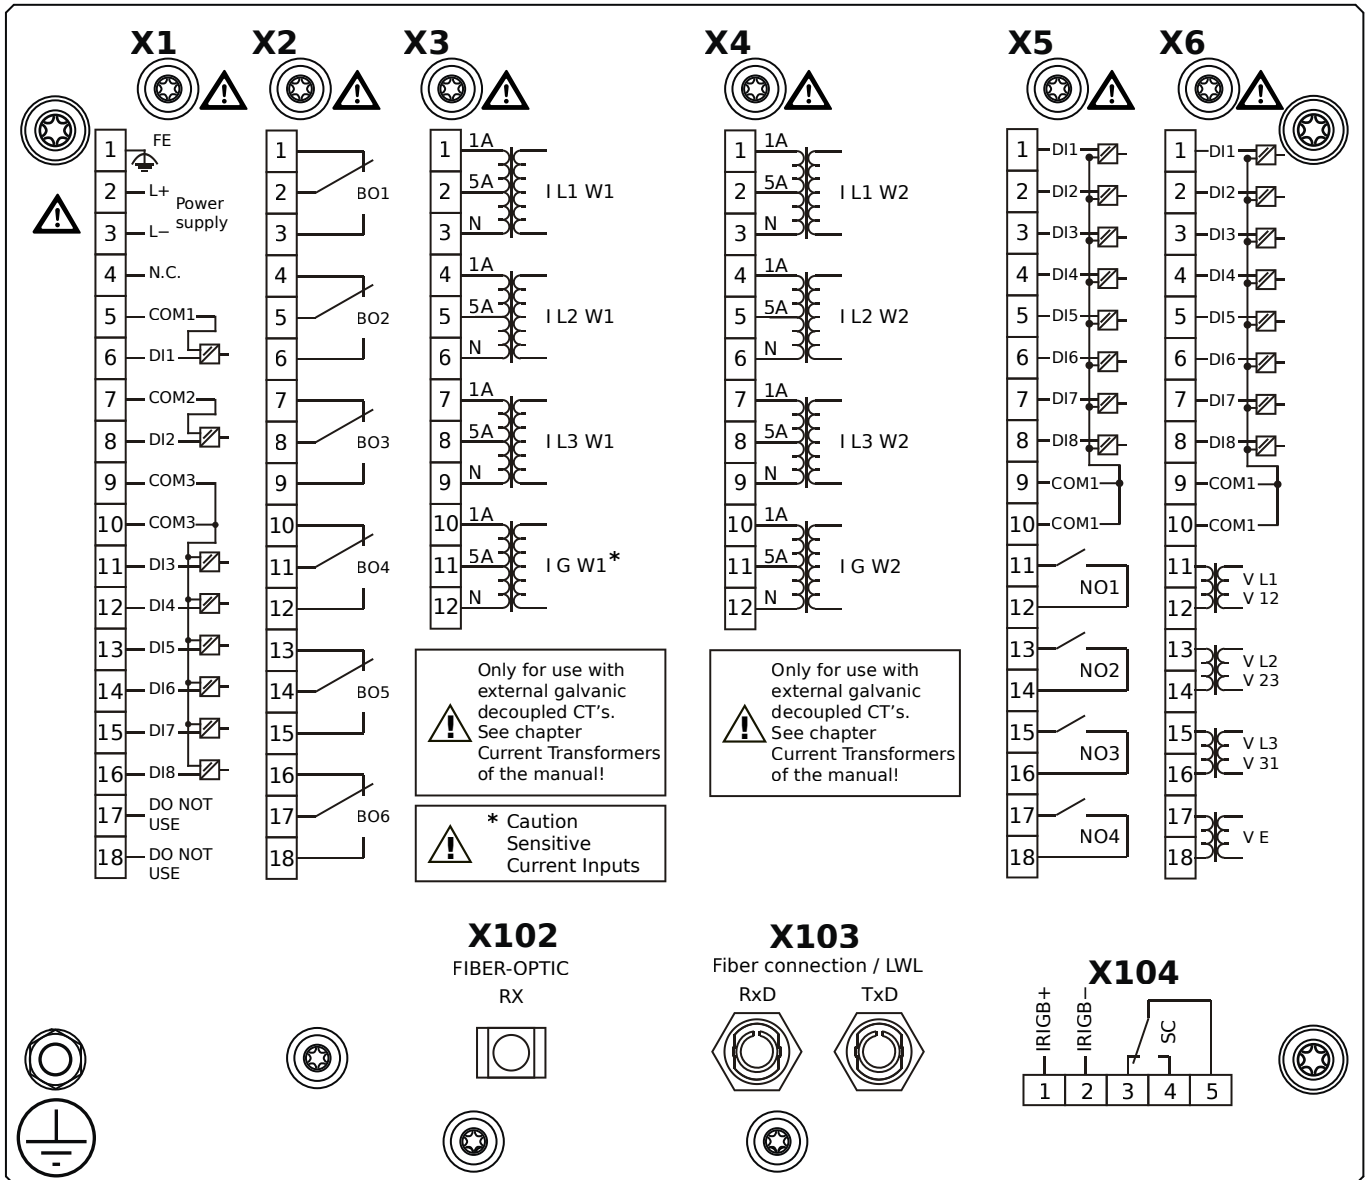 X1
X2
X3
X4
X5
X6
1 FE
2 L+
Power
supply
3 L−
4 N.C.
5 COM1
6 DI1
7 COM2
8 DI2
9 COM3
10 COM3
11 DI3
12 DI4
13 DI5
14 DI6
15 DI7
16 DI8
17 DO NOT
USE
18 DO NOT
USE
1
2 BO1
3
4
5 BO2
6
7
8 BO3
9
10
11 BO4
12
13
14 BO5
15
16
17 BO6
18
1 1A
2 5A I L1 W1
3 N
4 1A
5 5A I L2 W1
6 N
7 1A
8 5A I L3 W1
9 N
10 1A
11 5A I G W1*
12 N
Only for use with
external galvanic
decoupled CT's.
See chapter
Current Transformers
of the manual!
* Caution
Sensitive
Current Inputs
1 1A
2 5A I L1 W2
3 N
4 1A
5 5A I L2 W2
6 N
7 1A
8 5A I L3 W2
9 N
10 1A
11 5A I G W2
12 N
Only for use with
external galvanic
decoupled CT's.
See chapter
Current Transformers
of the manual!
1 DI1
2 DI2
3 DI3
4 DI4
5 DI5
6 DI6
7 DI7
8 DI8
9 COM1
10 COM1
11
NO1
12
13
NO2
14
15
NO3
16
17
NO4
18
1 DI1
2 DI2
3 DI3
4 DI4
5 DI5
6 DI6
7 DI7
8 DI8
9 COM1
10 COM1
11 V L1
12 V 12
13 V L2
14 V 23
15 V L3
16 V 31
17
V E
18
X102
FIBER-OPTIC
RX
X103
Fiber connection / LWL
RxD TxD
X104
IRIGB+
IRIGB−
SC
1 2 3 4 5